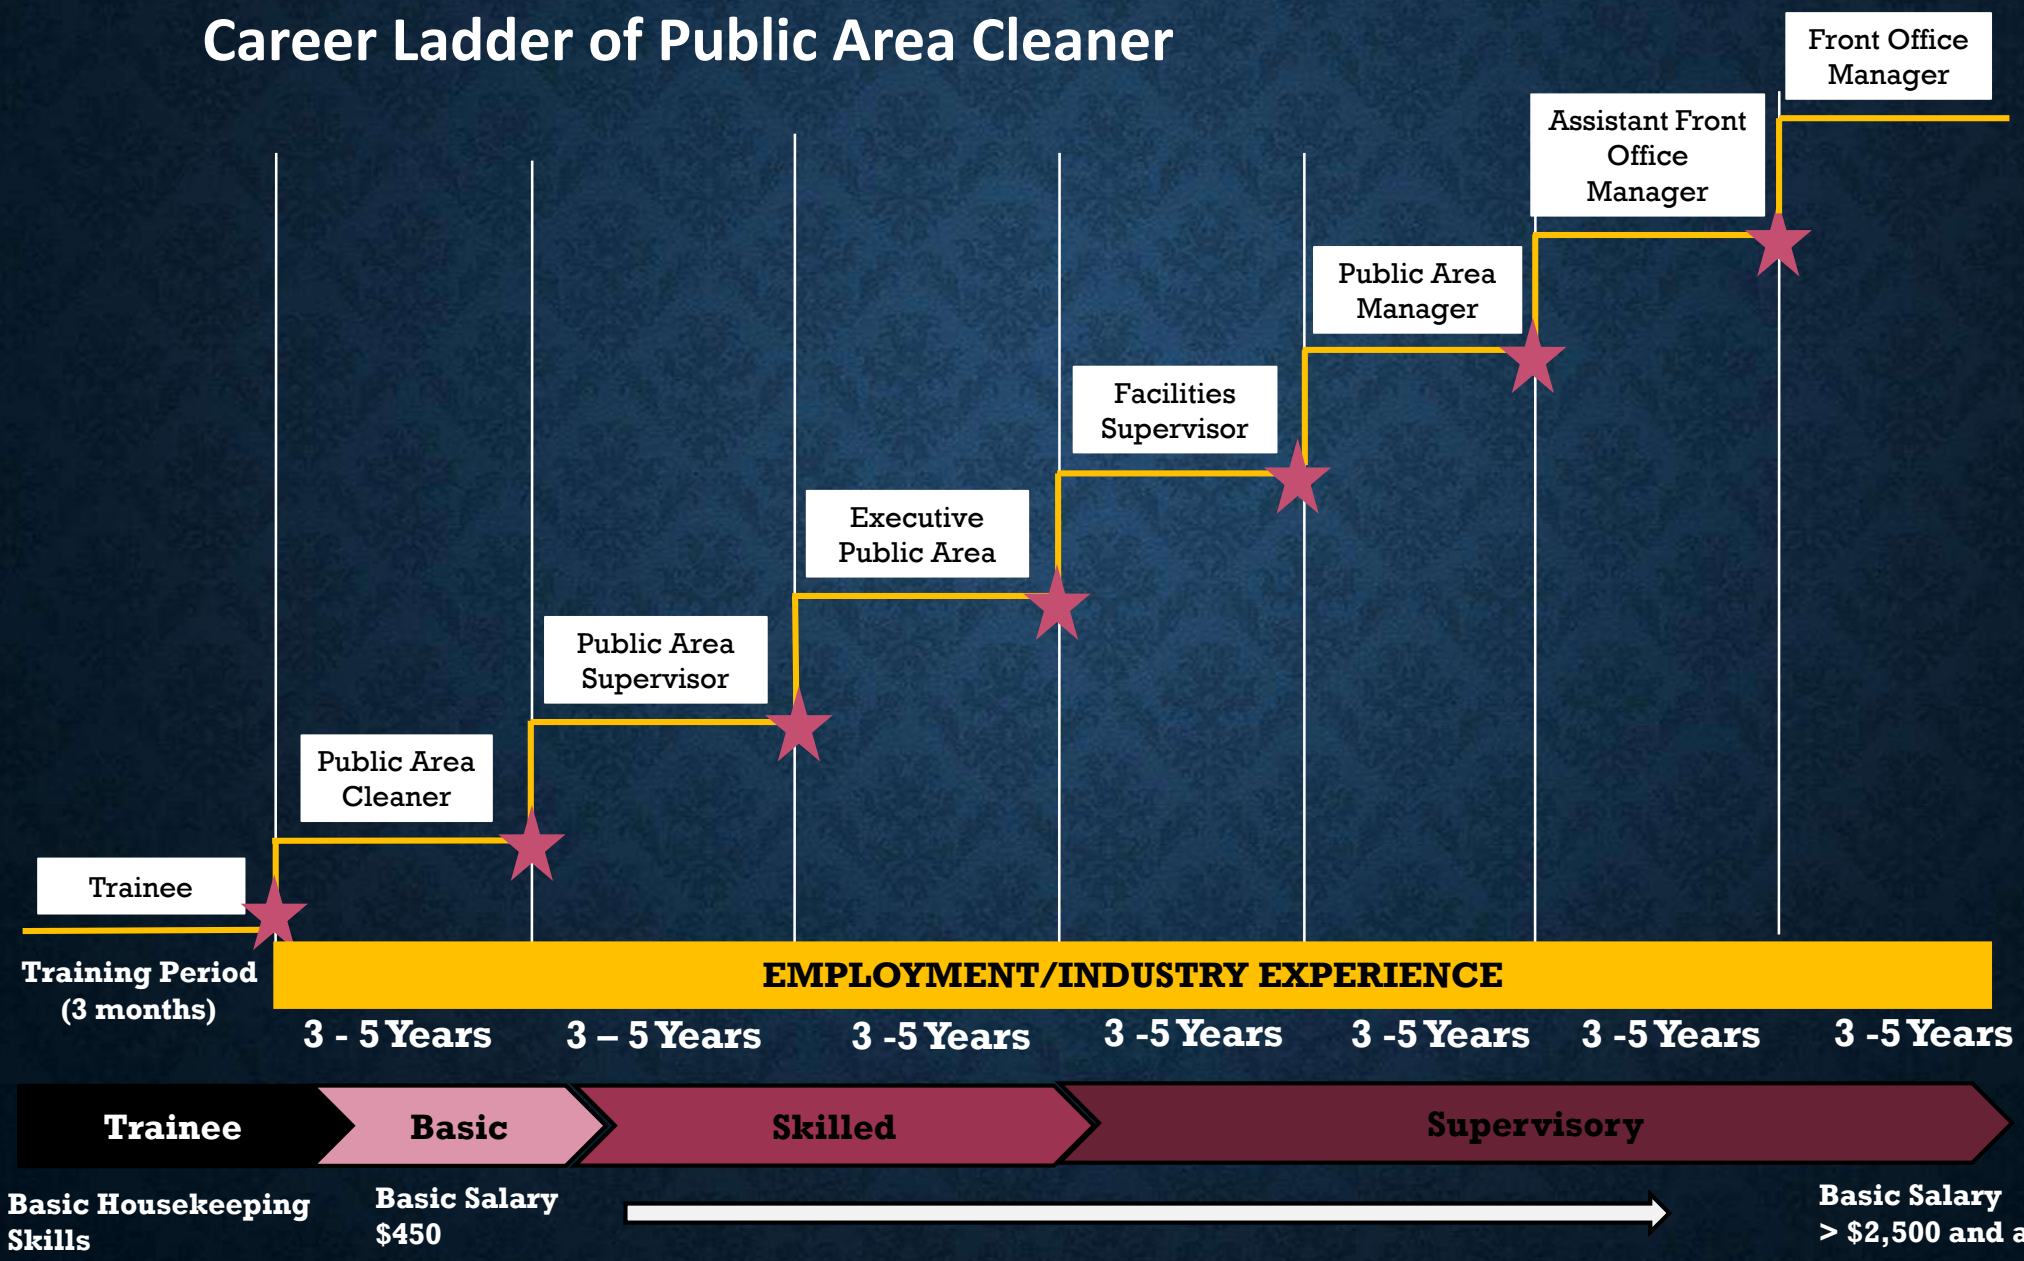 Career Ladder of Public Area Cleaner
Front Office
Manager
Assistant Front
Office
Manager
Public Area
Manager
Facilities
Supervisor
Executive
Public Area
Public Area
Supervisor
Public Area
Cleaner
Trainee
Training Period
(3 months)
EMPLOYMENT/INDUSTRY EXPERIENCE
3 - 5 Years
3 – 5 Years
3 -5 Years
3 -5 Years
3 -5 Years
3 -5 Years
3 -5 Years
Trainee
Basic
Skilled
Supervisory
Basic Housekeeping
Skills
Basic Salary
$450
Basic Salary
> $2,500 and